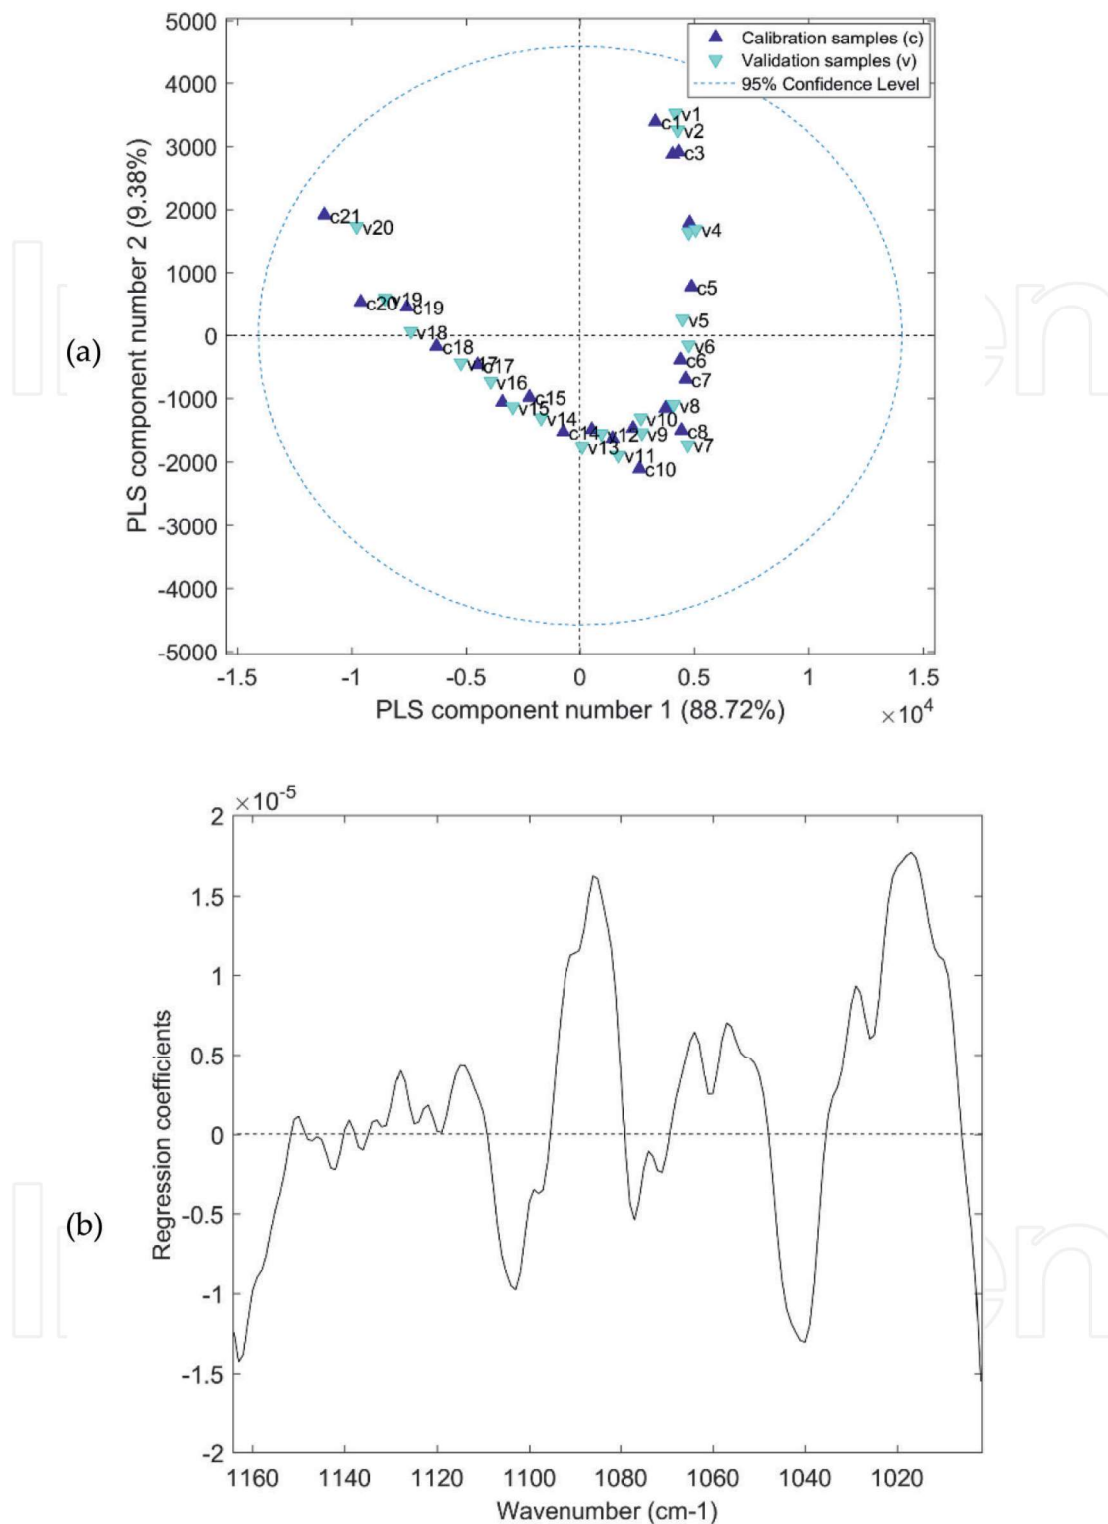 5000
4000
3000
2000
1000
0
-1000
-2000
-3000
-4000
-5000
PLS component number 2 (9.38%)
Calibration samples (c)
Validation samples (v)
95% Confidence Level
v1
c1
v2
c3
c21
v20
v4
c5
v19
c20
c19
v5
v18
c18
v6
c6
v17
c17
c7
v16
c15
v15
v8
v14
v10
c14
12
v9
c8
v13
v11
v7
c10
(a)
-1.5
-1
-0.5
0
0.5
1
1.5
PLS component number 1 (88.72%)
×10⁴
×10⁻⁵
2
1.5
1
0.5
0
-0.5
-1
-1.5
-2
Regression coefficients
(b)
1160
1140
1120
1100
1080
1060
1040
1020
Wavenumber (cm-1)